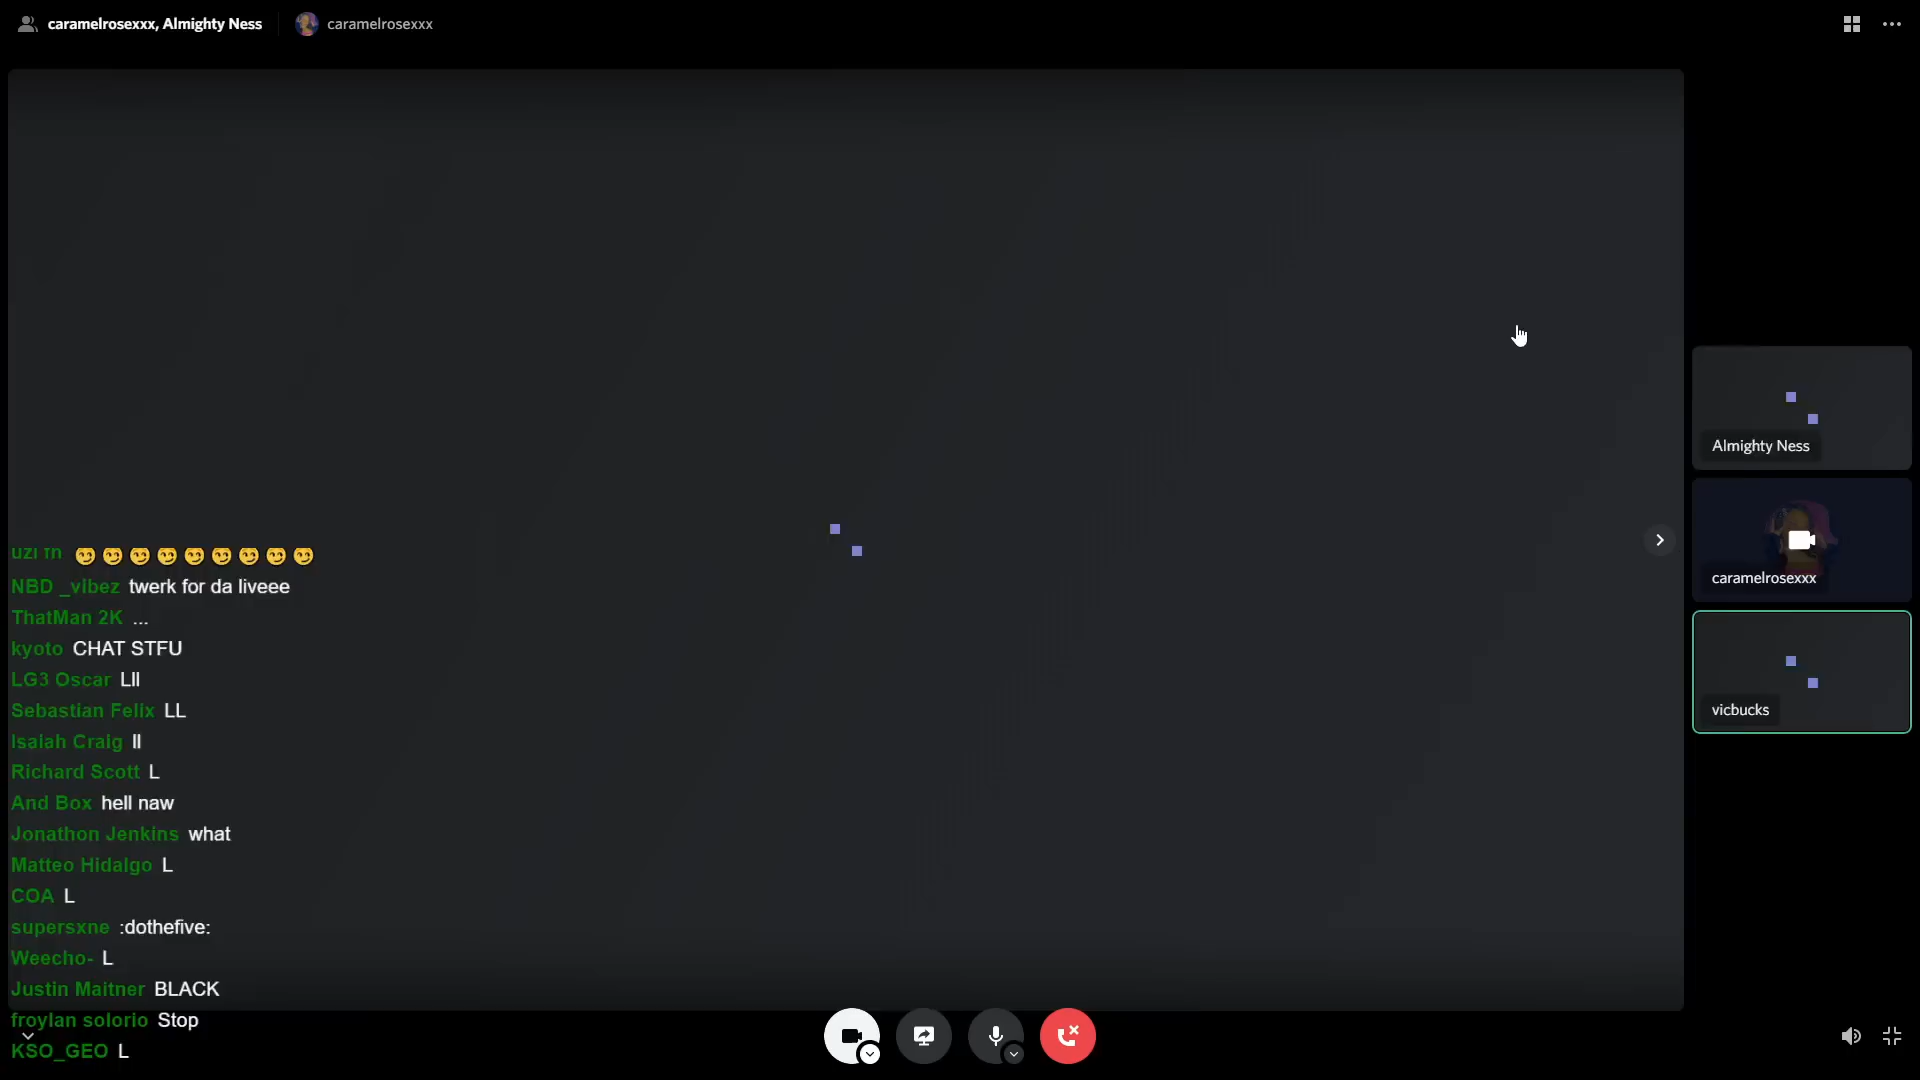 caramelrosexxx, Almighty Ness
caramelrosexxx
uzi fn
NBD _vibez twerk for da liveee
ThatMan 2K ...
kyoto CHAT STFU
LG3 Oscar Lll
Sebastian Felix LL
Isaiah Craig ll
Richard Scott L
And Box hell naw
Jonathon Jenkins what
Matteo Hidalgo L
COA L
supersxne :dothefive:
Weecho- L
Justin Maitner BLACK
froylan solorio Stop
KSO_GEO L
Almighty Ness
caramelrosexxx
vicbucks